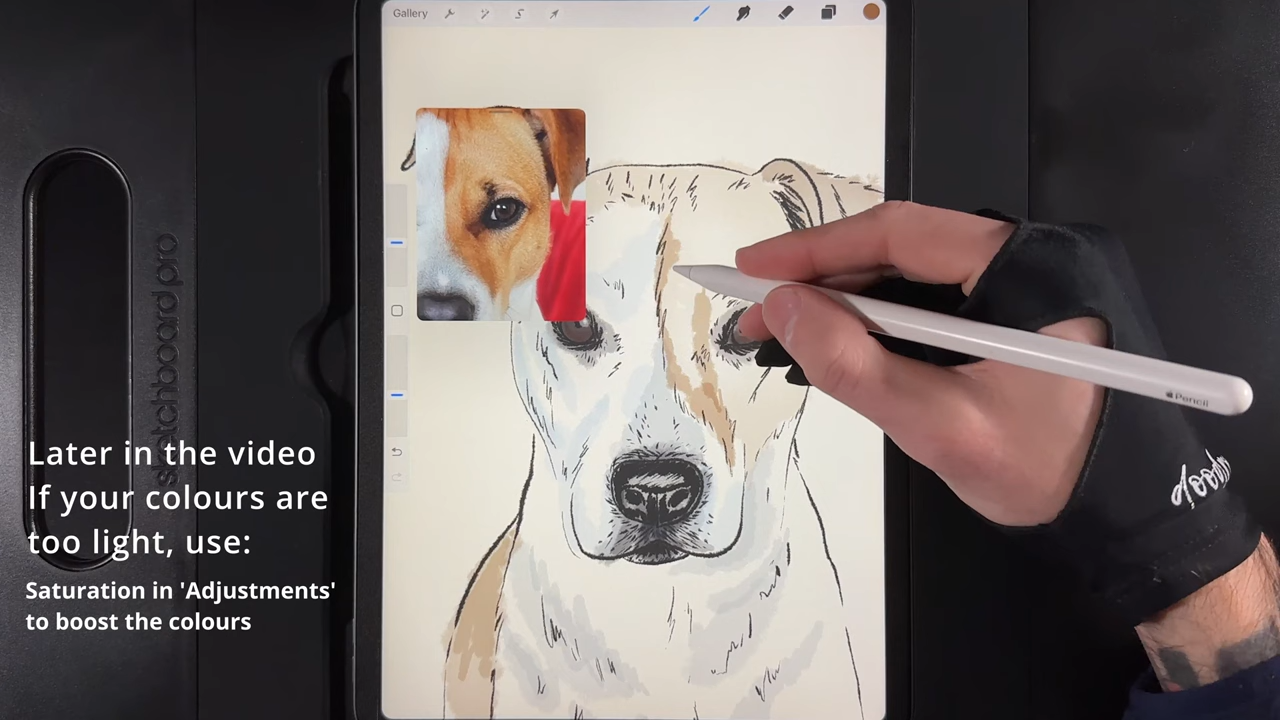 Gallery
Later in the video
If your colours are
too light, use:
Saturation in 'Adjustments'
to boost the colours
sketchboard pro
Pencil